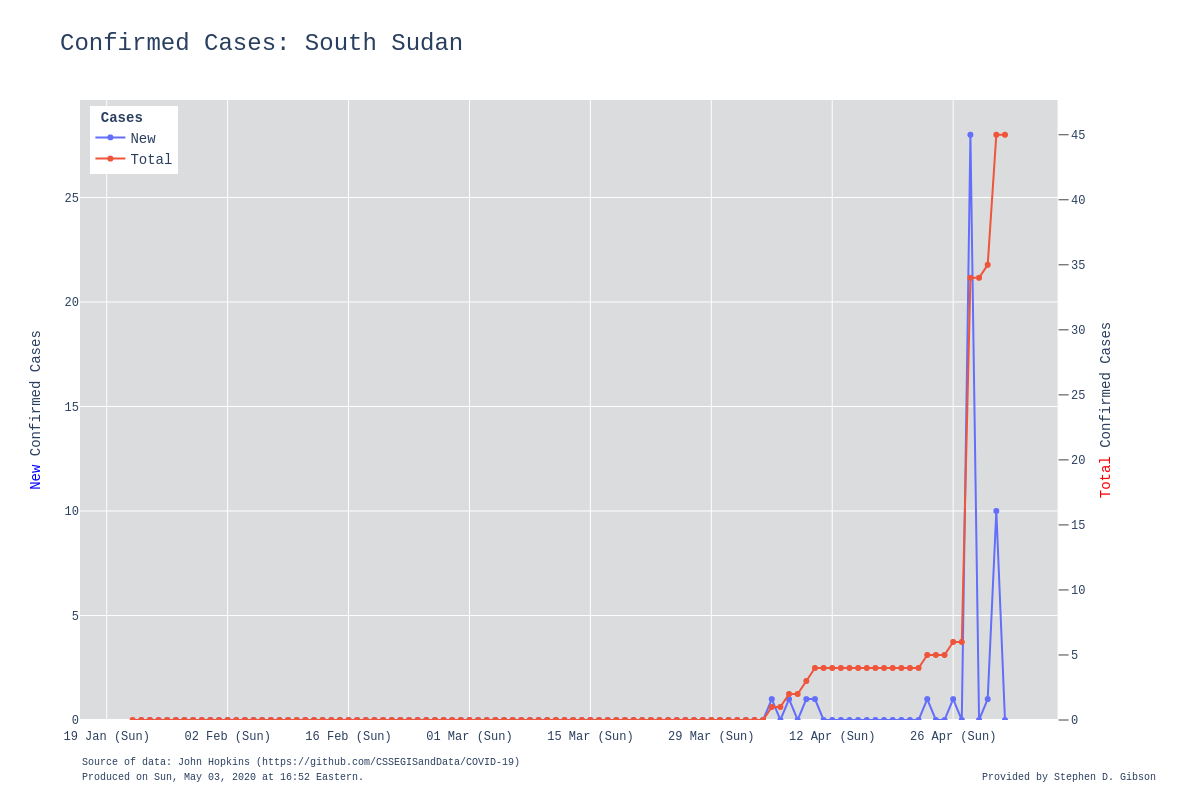 Confirmed Cases: South Sudan
Cases
New
Total
25
20
15
10
5
0
45
40
35
30
25
20
15
10
5
0
New Confirmed Cases
Total Confirmed Cases
19 Jan (Sun)
02 Feb (Sun)
16 Feb (Sun)
01 Mar (Sun)
15 Mar (Sun)
29 Mar (Sun)
12 Apr (Sun)
26 Apr (Sun)
Source of data: John Hopkins (https://github.com/CSSEGISandData/COVID-19)
Produced on Sun, May 03, 2020 at 16:52 Eastern.
Provided by Stephen D. Gibson